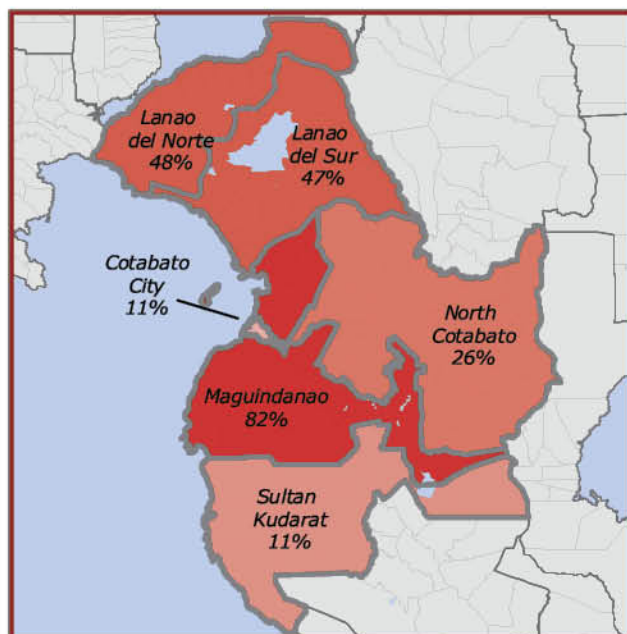 Lanao
del Norte
48%
Lanao
del Sur
47%
Cotabato
City
11%
North
Cotabato
26%
Maguindanao
82%
Sultan
Kudarat
11%